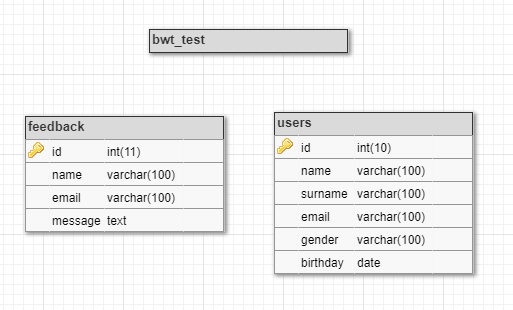 bwt_test
feedback
id int(11)
name varchar(100)
email varchar(100)
message text
users
id int(10)
name varchar(100)
surname varchar(100)
email varchar(100)
gender varchar(100)
birthday date